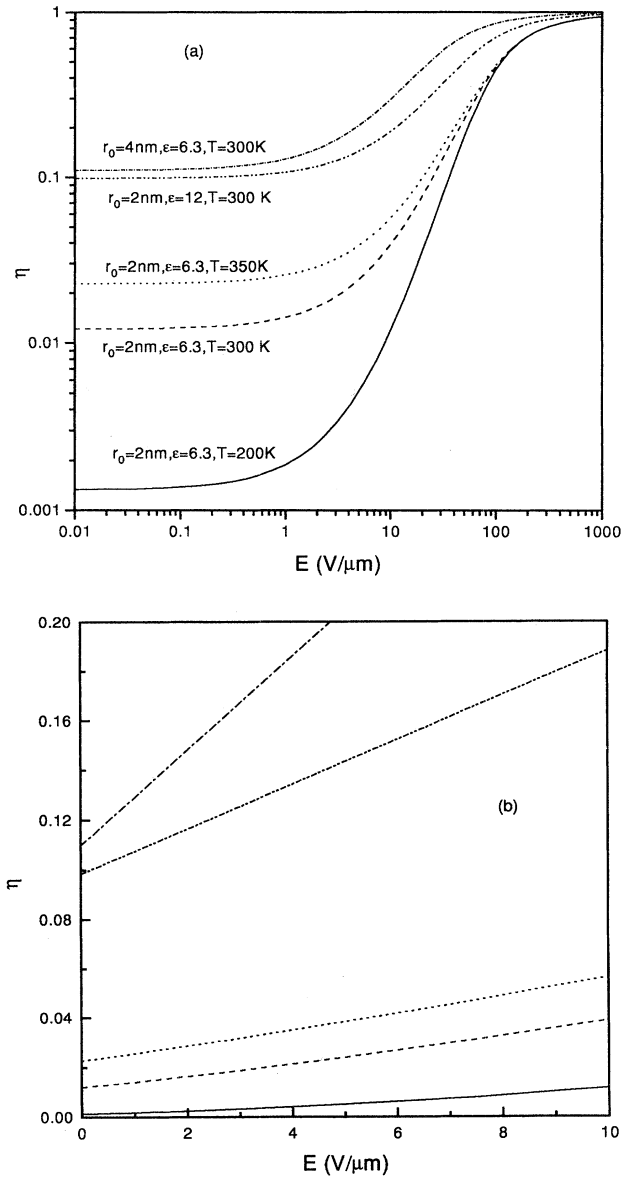 1
(a)
r₀=4nm,ε=6.3,T=300K
0.1
r₀=2nm,ε=12,T=300 K
r₀=2nm,ε=6.3,T=350K
η
r₀=2nm,ε=6.3,T=300 K
0.01
r₀=2nm,ε=6.3,T=200K
0.001
0.01 0.1 1 10 100 1000
E (V/μm)
0.20
0.16
(b)
0.12
η
0.08
0.04
0.00
0 2 4 6 8 10
E (V/μm)